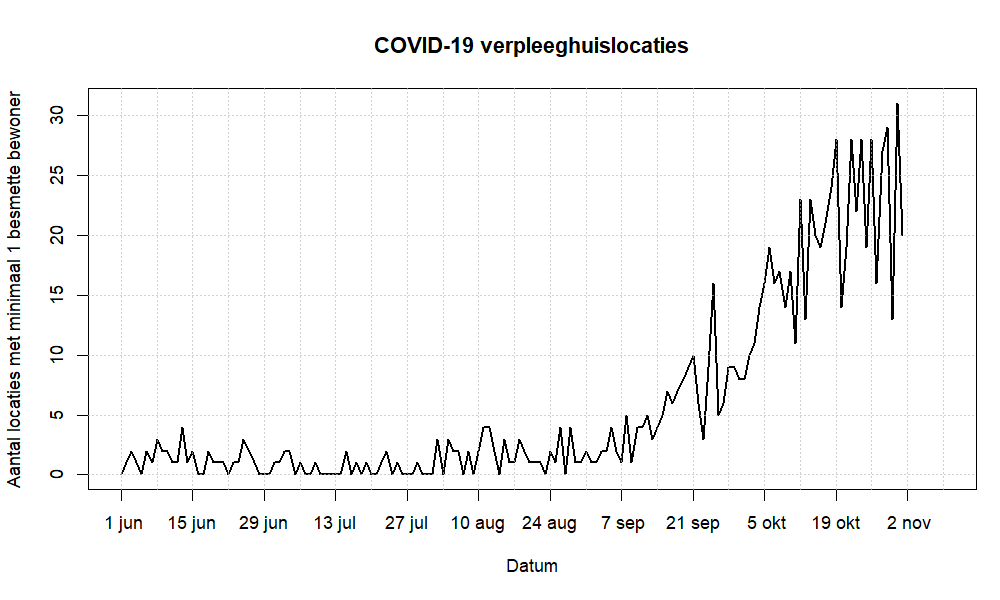 COVID-19 verpleeghuislocaties
Aantal locaties met minimaal 1 besmette bewoner
30
25
20
15
10
5
0
1 jun 15 jun 29 jun 13 jul 27 jul 10 aug 24 aug 7 sep 21 sep 5 okt 19 okt 2 nov
Datum